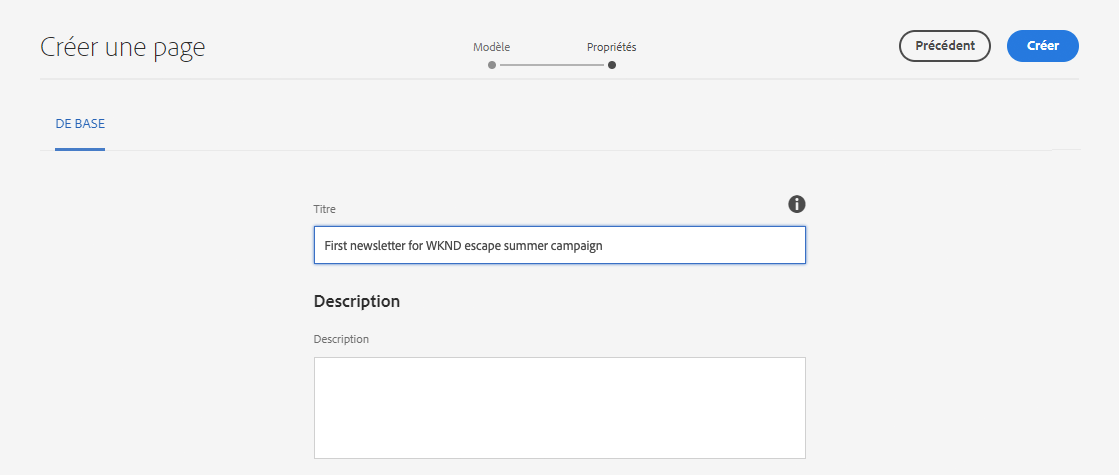 Créer une page
Modèle
Propriétés
Précédent
Créer
DE BASE
Titre
First newsletter for WKND escape summer campaign
Description
Description